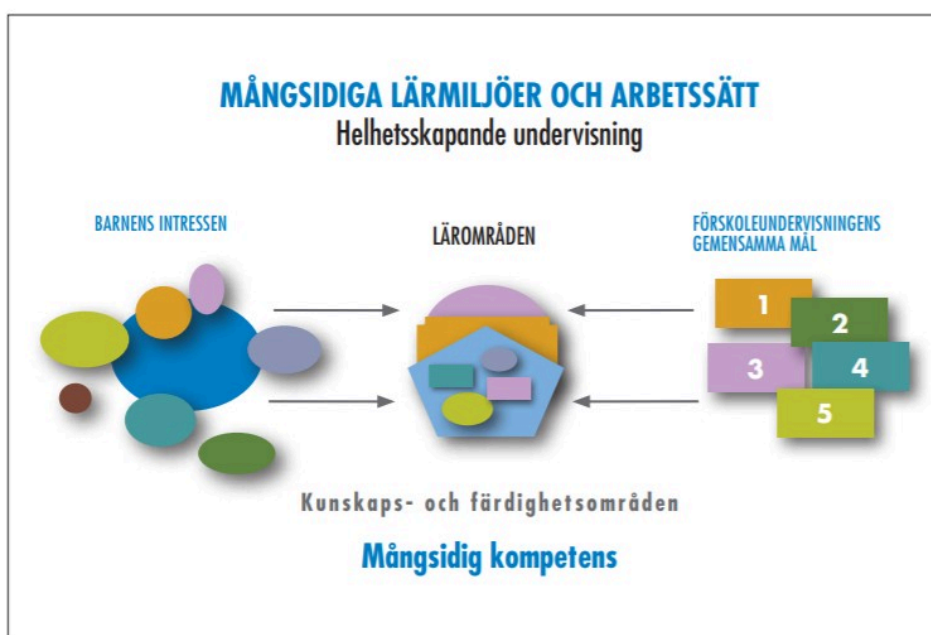 MÅNGSIDIGA LÄRMILJÖER OCH ARBETSSÄTT
Helhetsskapande undervisning
BARNENS INTRESSEN
LÄROMRÅDEN
FÖRSKOLEUNDERVISNINGENS
GEMENSAMMA MÅL
1
2
3
4
5
Kunskaps- och färdighetsområden
Mångsidig kompetens